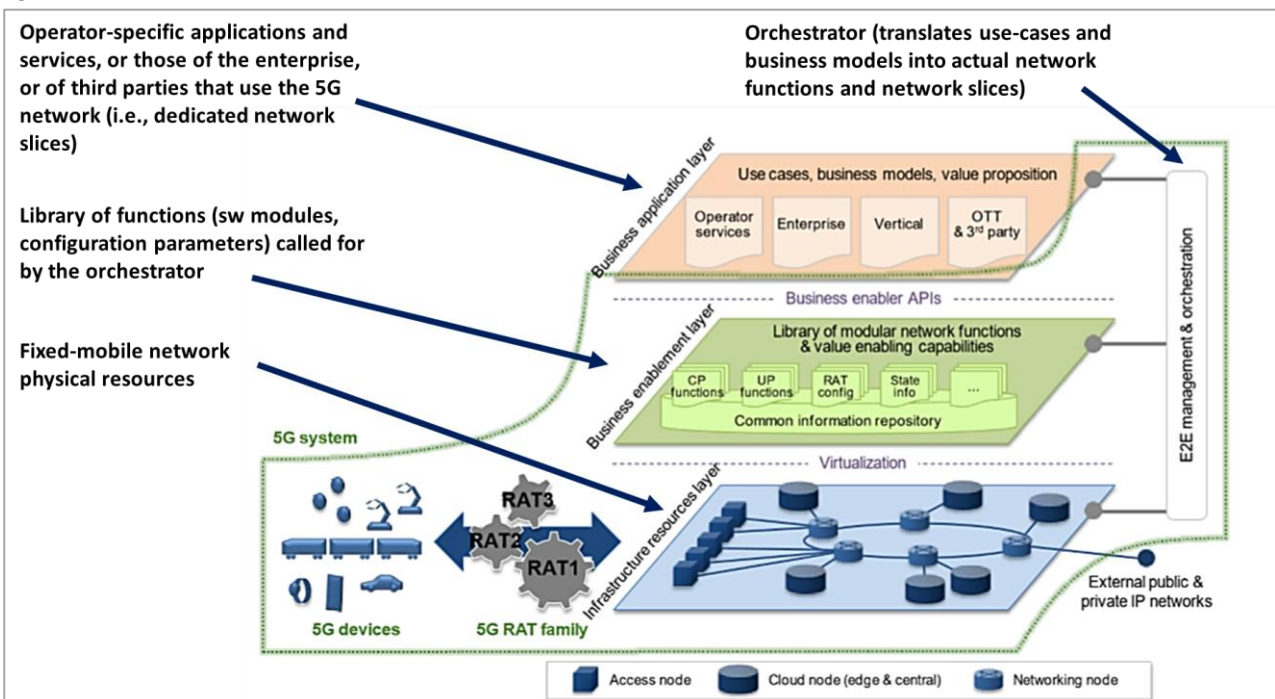 Operator-specific applications and
services, or those of the enterprise,
or of third parties that use the 5G
network (i.e., dedicated network
slices)
Orchestrator (translates use-cases and
business models into actual network
functions and network slices)
Library of functions (sw modules,
configuration parameters) called for
by the orchestrator
Fixed-mobile network
physical resources
Business application layer
Use cases, business models, value proposition
Operator
services
Enterprise
Vertical
OTT
& 3rd party
Business enabler APIs
Business enablement layer
Library of modular network functions
& value enabling capabilities
CP
functions
UP
functions
RAT
config
State
info
...
Common information repository
Virtualization
Infrastructure resources layer
E2E management & orchestration
5G system
RAT3
RAT2
RAT1
5G devices
5G RAT family
External public &
private IP networks
Access node
Cloud node (edge & central)
Networking node